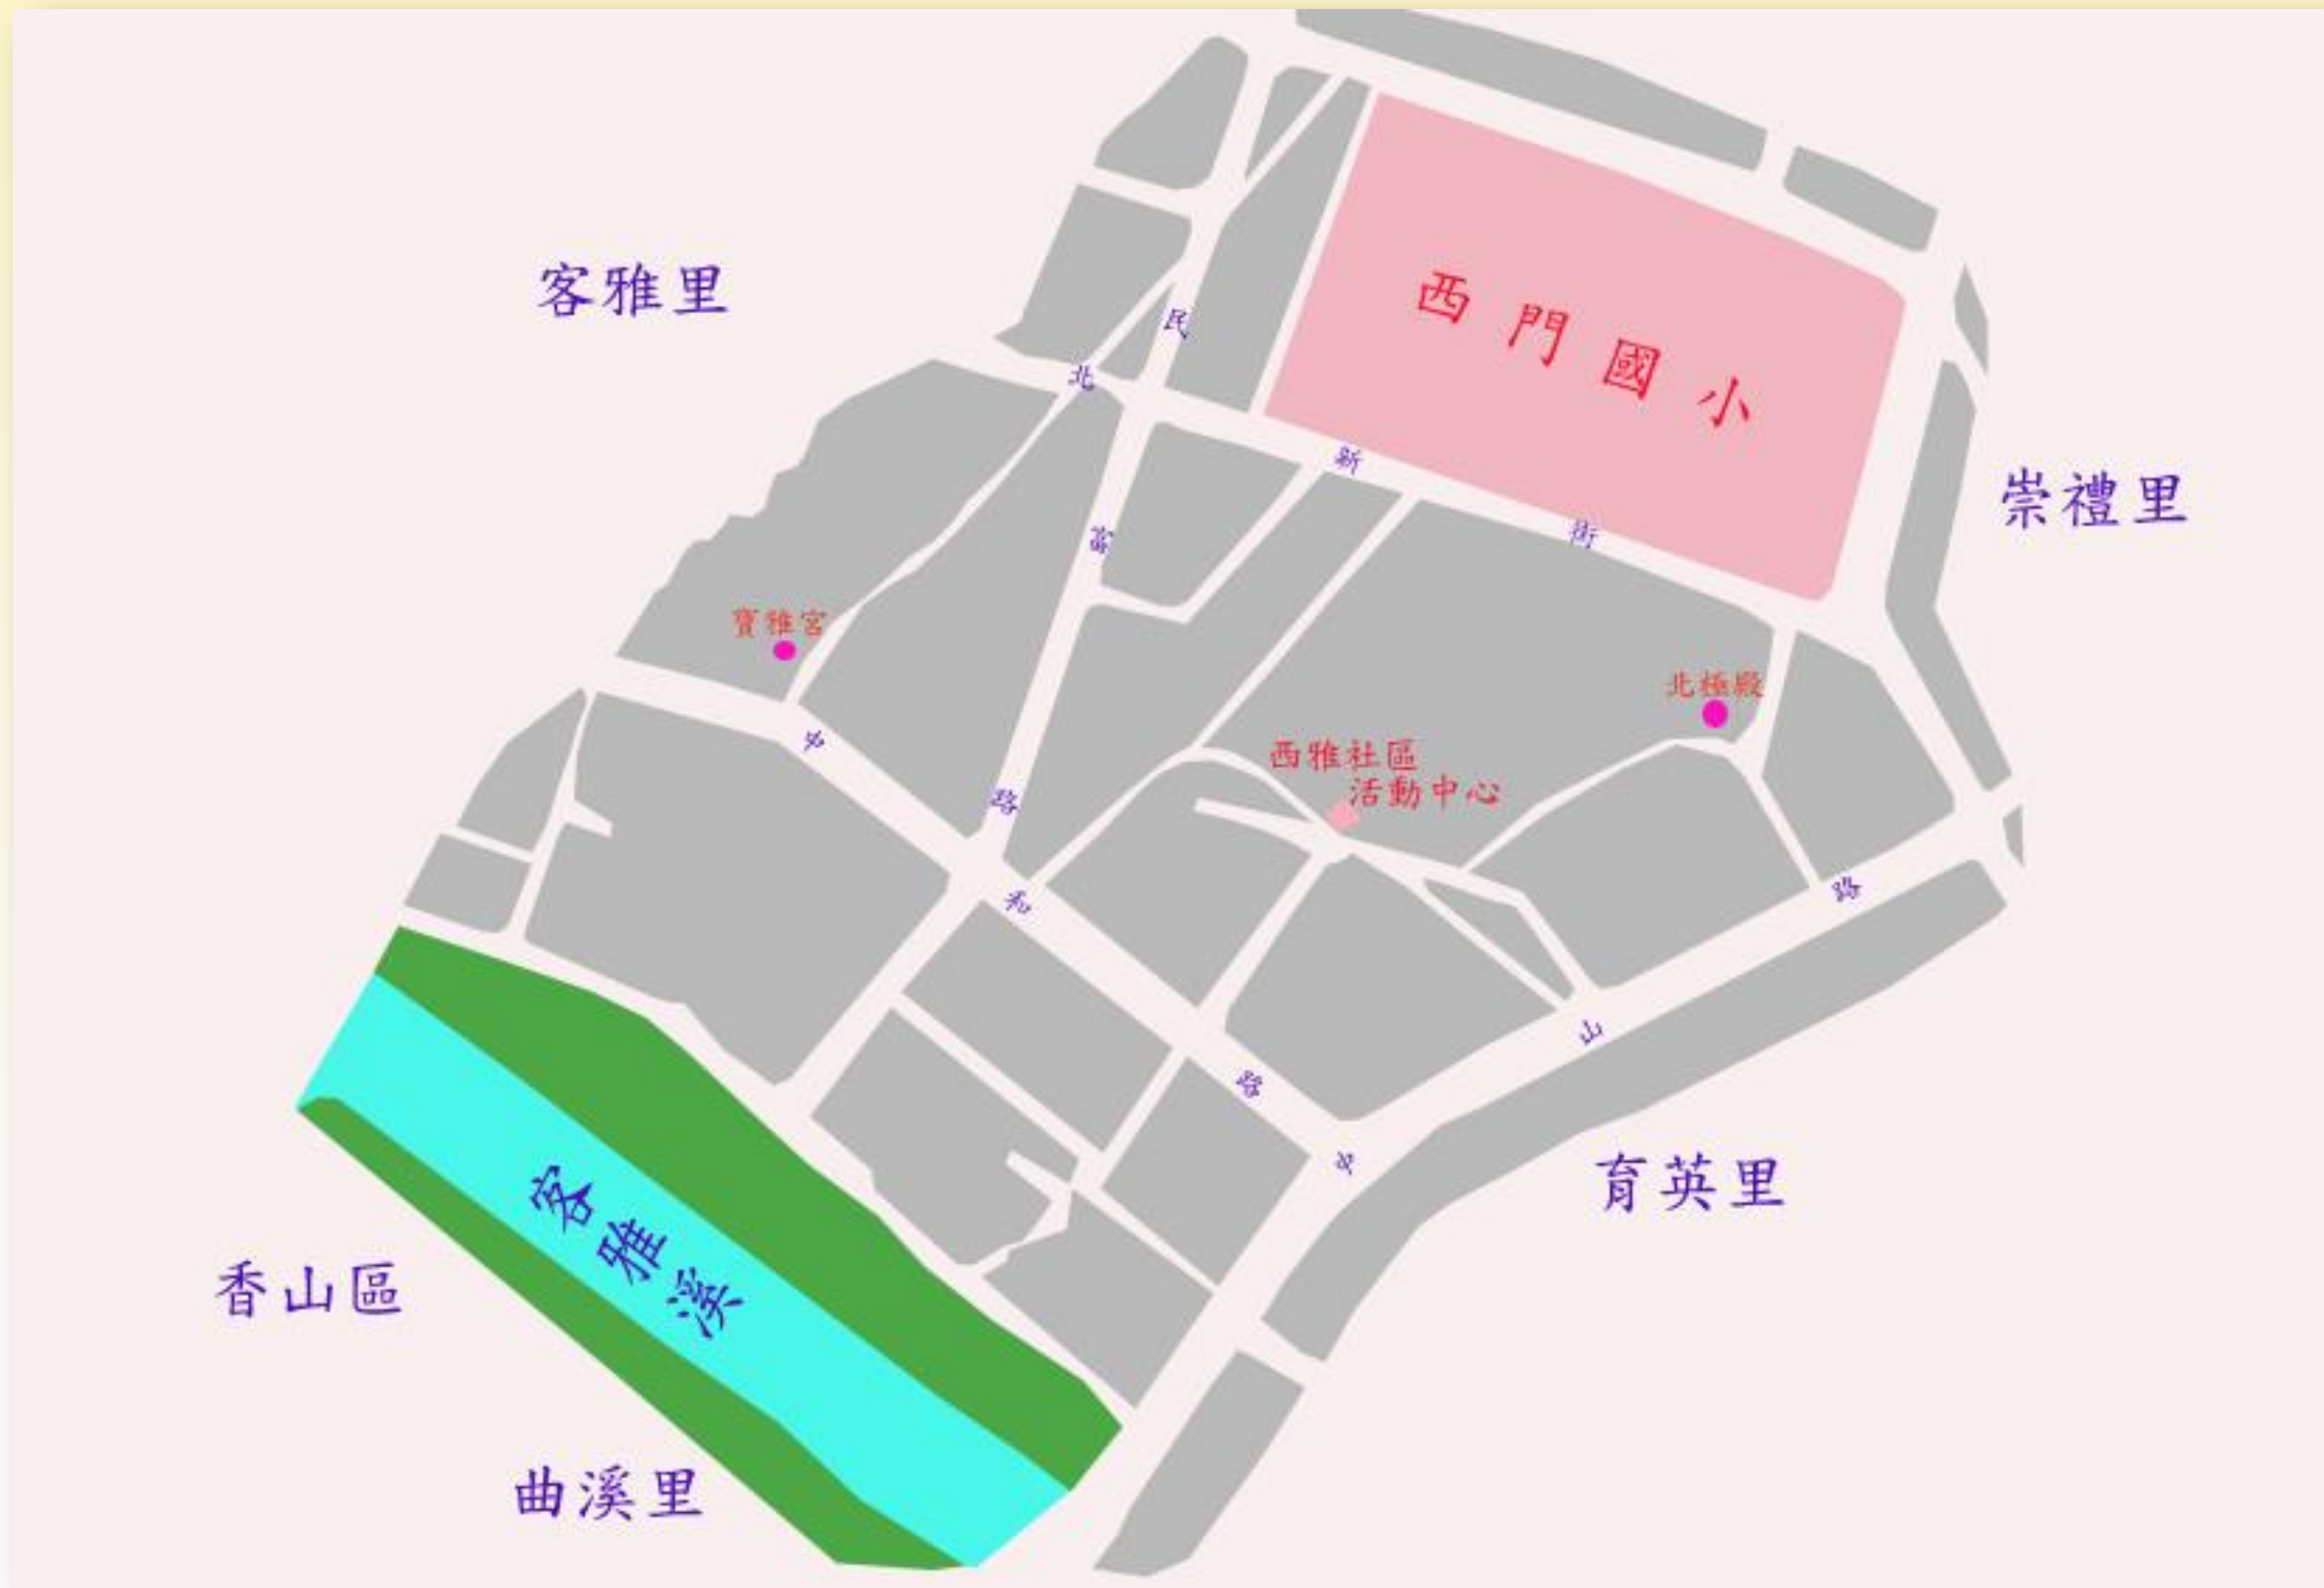 客雅里
西門國小
民富路
北新街
崇禮里
寶雅宮
北極殿
西雅社區
活動中心
中和路
中山路
育英里
客雅溪
香山區
曲溪里